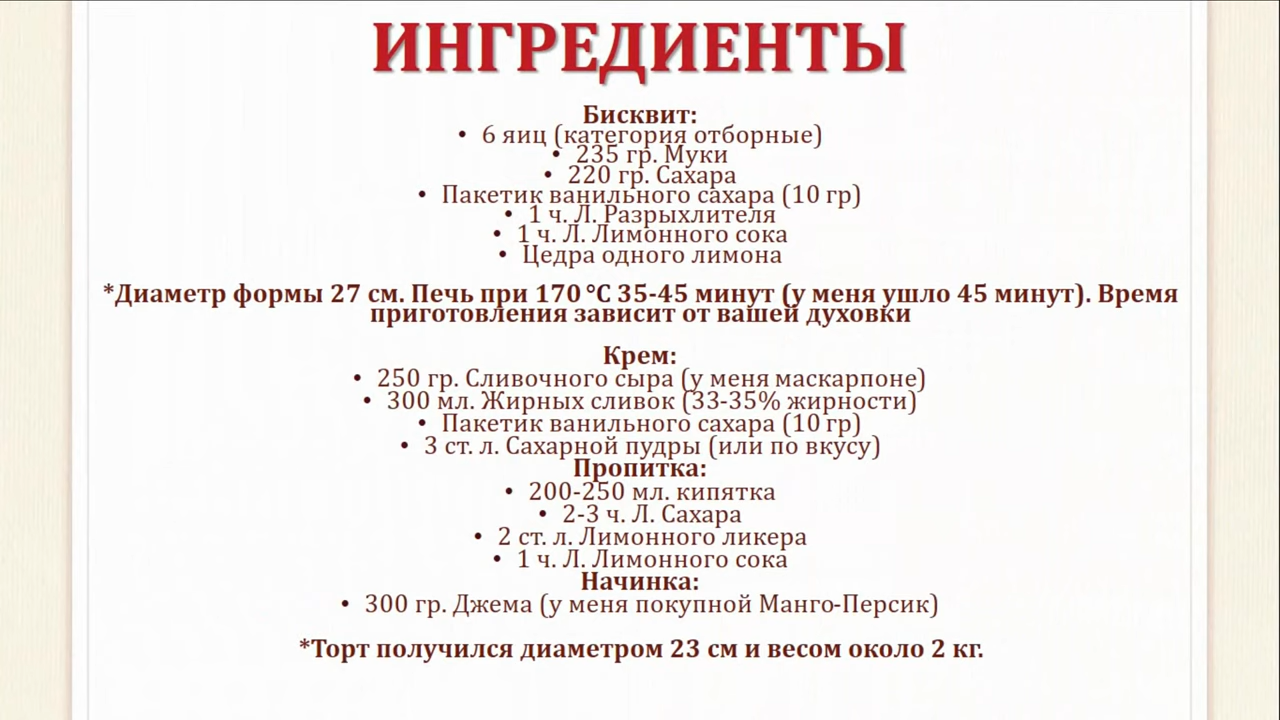 ИНГРЕДИЕНТЫ
Бисквит:
• 6 яиц (категория отборные)
• 235 гр. Муки
• 220 гр. Сахара
• Пакетик ванильного сахара (10 гр)
• 1 ч. Л. Разрыхлителя
• 1 ч. Л. Лимонного сока
• Цедра одного лимона
*Диаметр формы 27 см. Печь при 170 °С 35-45 минут (у меня ушло 45 минут). Время
приготовления зависит от вашей духовки
Крем:
• 250 гр. Сливочного сыра (у меня маскарпоне)
• 300 мл. Жирных сливок (33-35% жирности)
• Пакетик ванильного сахара (10 гр)
• 3 ст. л. Сахарной пудры (или по вкусу)
Пропитка:
• 200-250 мл. кипятка
• 2-3 ч. Л. Сахара
• 2 ст. л. Лимонного ликера
• 1 ч. Л. Лимонного сока
Начинка:
• 300 гр. Джема (у меня покупной Манго-Персик)
*Торт получился диаметром 23 см и весом около 2 кг.